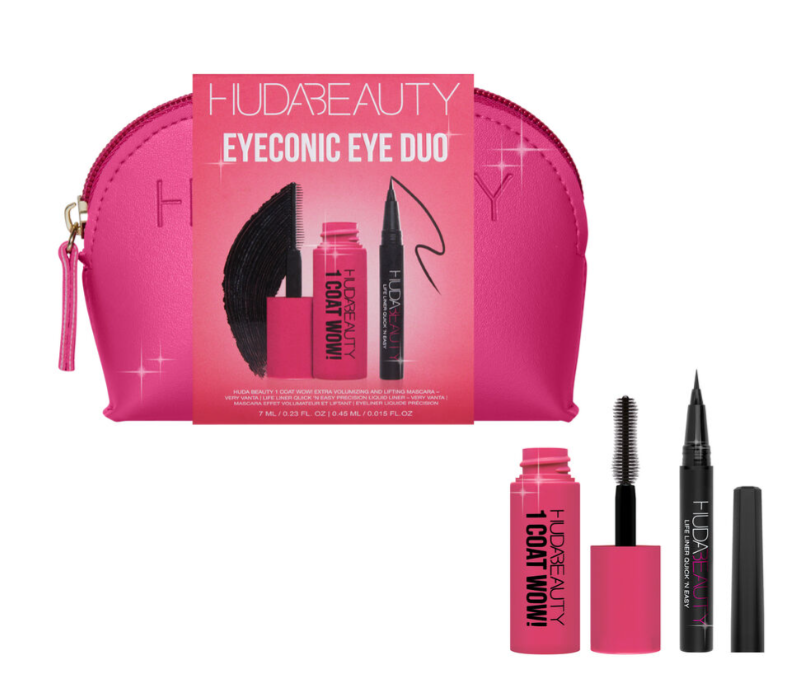 HUDABEAUTY
EYECONIC EYE DUO
HUDABEAUTY
1 COAT WOW!
HUDABEAUTY
LIFE LINER QUICK 'N EASY
HUDA BEAUTY 1 COAT WOW! EXTRA VOLUMIZING AND LIFTING MASCARA –
VERY VANTA | LIFE LINER QUICK 'N EASY PRECISION LIQUID LINER – VERY VANTA |
MASCARA EFFET VOLUMATEUR ET LIFTANT | EYELINER LIQUIDE PRÉCISION
7 ML / 0.23 FL. OZ | 0.45 ML / 0.015 FL.OZ
H Y
HUDABEAUTY
1 COAT WOW!
HUDABEAUTY
LIFE LINER QUICK 'N EASY